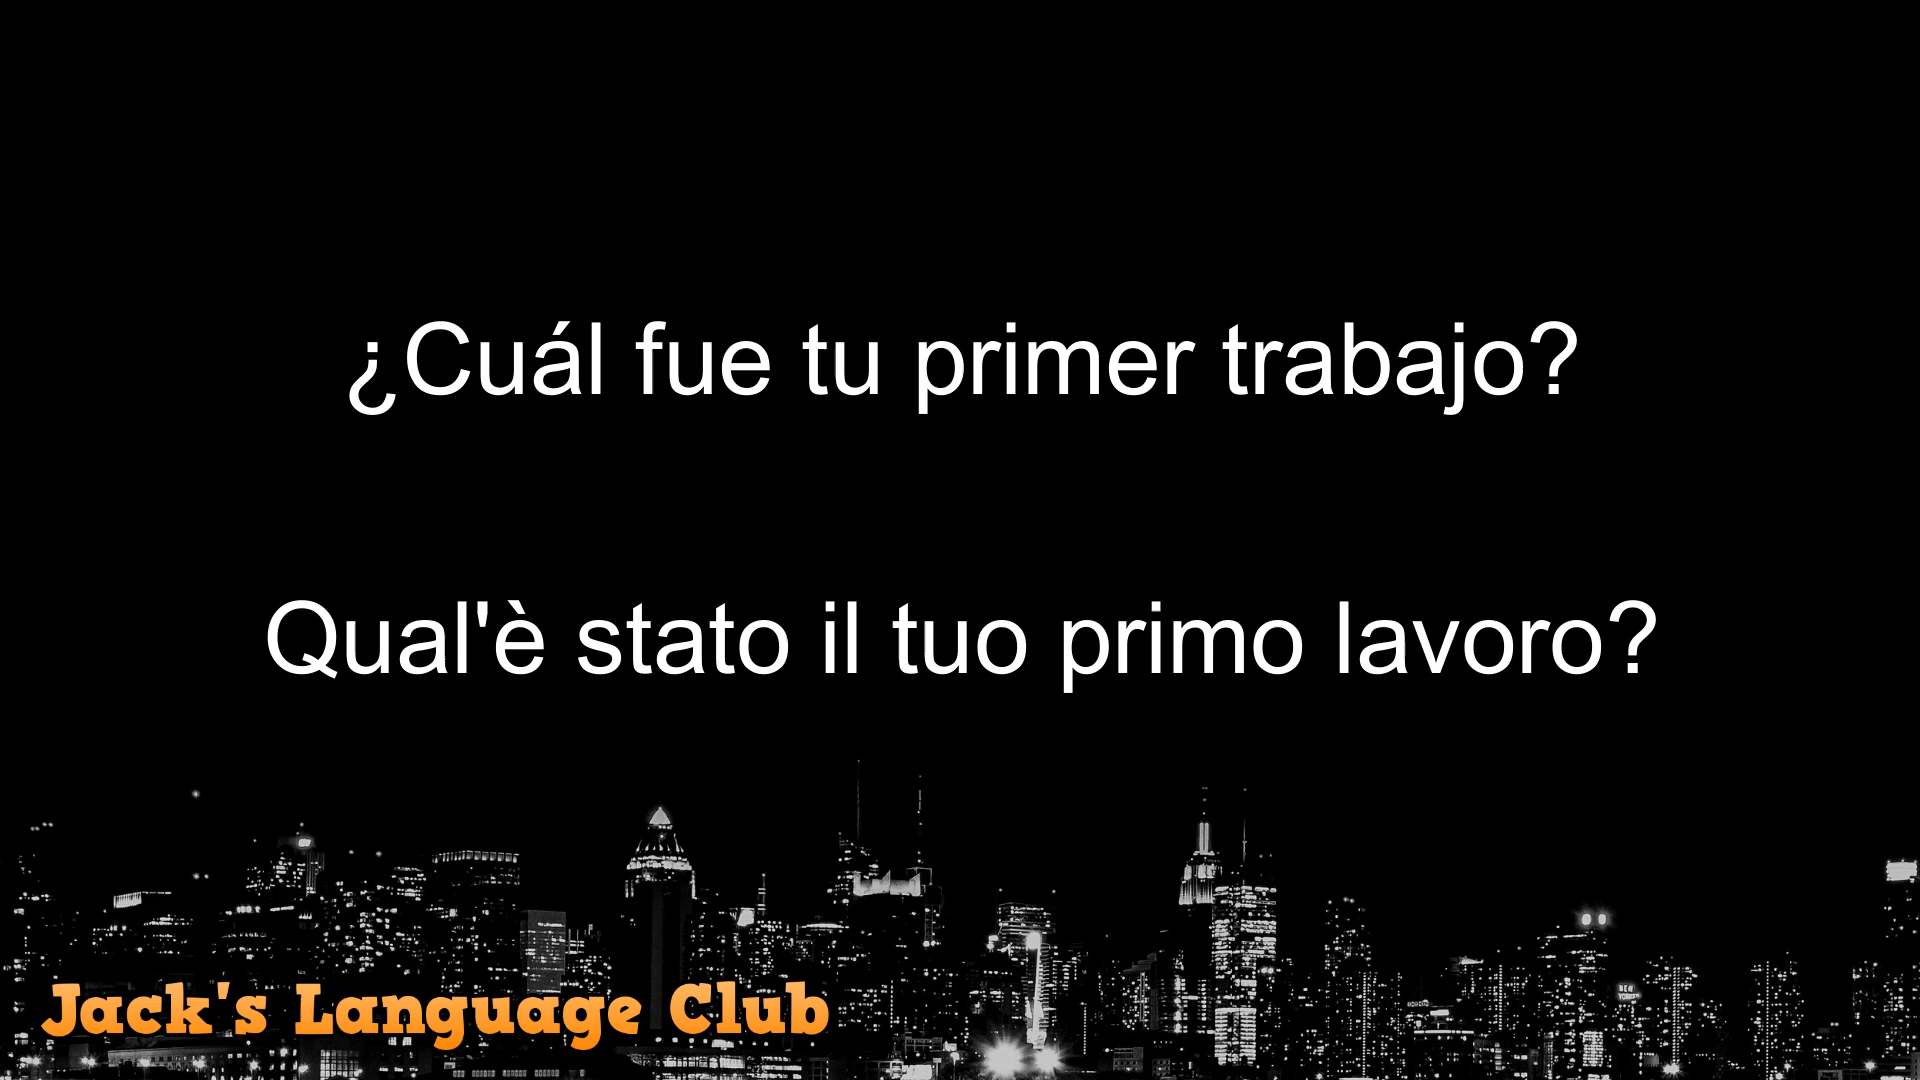 ¿Cuál fue tu primer trabajo?
Qual'è stato il tuo primo lavoro?
Jack's Language Club